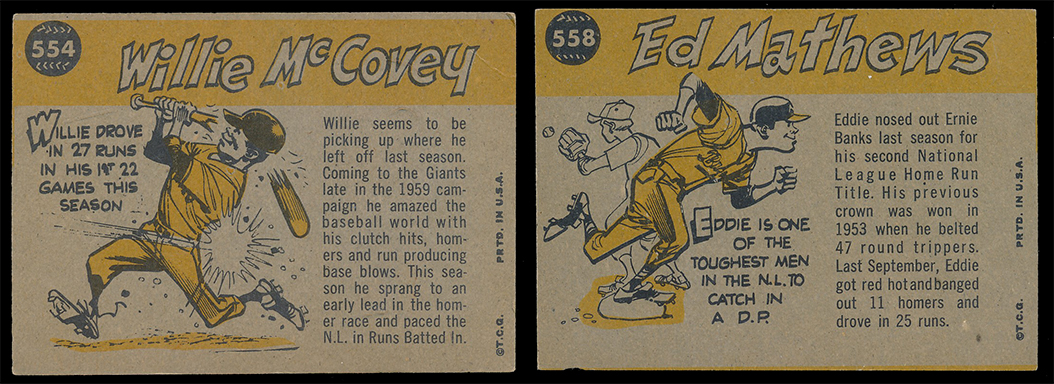 554
Willie McCovey
WILLIE DROVE
IN 27 RUNS
IN HIS 1ST 22
GAMES THIS
SEASON
Willie seems to be
picking up where he
left off last season.
Coming to the Giants
late in the 1959 cam-
paign he amazed the
baseball world with
his clutch hits, hom-
ers and run producing
base blows. This sea-
son he sprang to an
early lead in the hom-
er race and paced the
N.L. in Runs Batted In.
©T.C.G. PRTD. IN U.S.A.
558
Ed Mathews
EDDIE IS ONE
OF THE
TOUGHEST MEN
IN THE N.L. TO
CATCH IN
A D.P.
Eddie nosed out Ernie
Banks last season for
his second National
League Home Run
Title. His previous
crown was won in
1953 when he belted
47 round trippers.
Last September, Eddie
got red hot and banged
out 11 homers and
drove in 25 runs.
©T.C.G. PRTD. IN U.S.A.